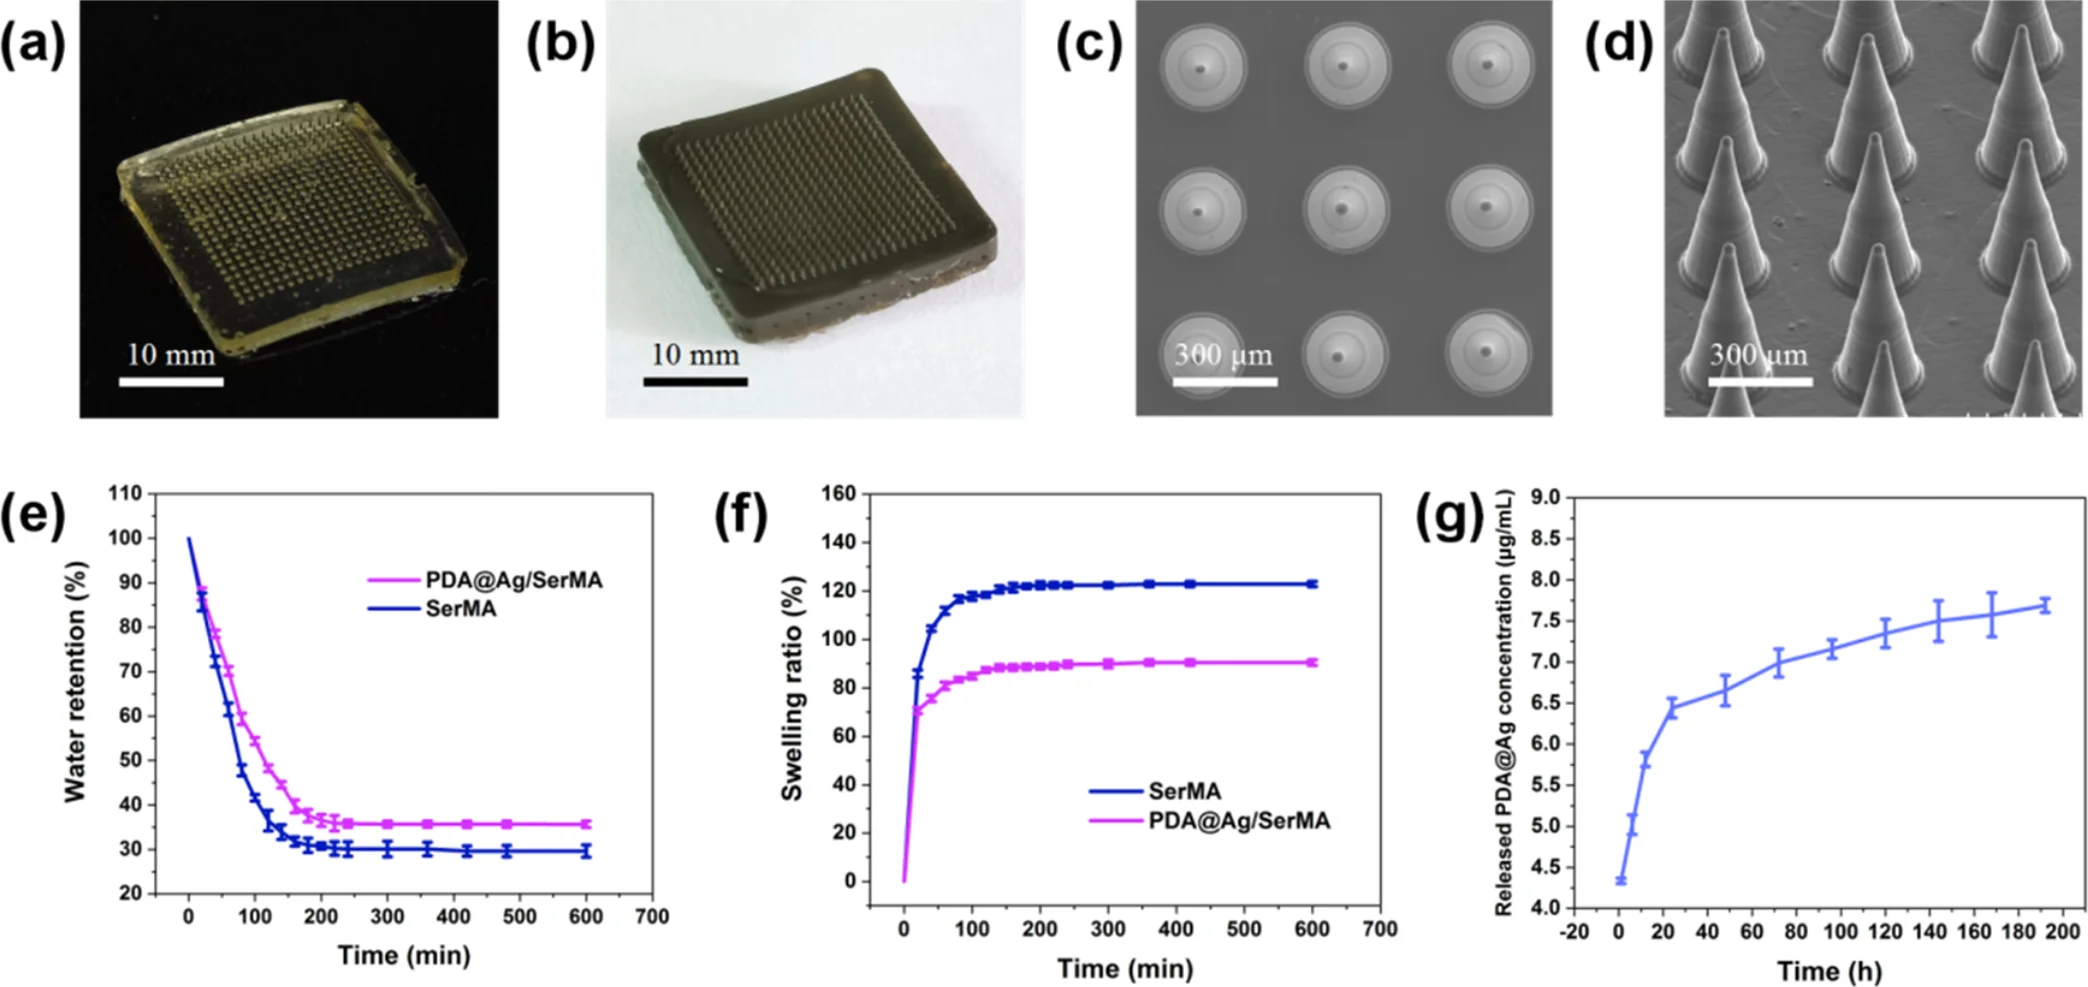 (a)
10 mm
(b)
10 mm
(c)
300 μm
(d)
300 μm
(e)
Water retention (%)
110
100
90
80
70
60
50
40
30
20
PDA@Ag/SerMA
SerMA
0 100 200 300 400 500 600 700
Time (min)
(f)
Swelling ratio (%)
160
140
120
100
80
60
40
20
0
SerMA
PDA@Ag/SerMA
0 100 200 300 400 500 600 700
Time (min)
(g)
Released PDA@Ag concentration (μg/mL)
9.0
8.5
8.0
7.5
7.0
6.5
6.0
5.5
5.0
4.5
4.0
-20 0 20 40 60 80 100 120 140 160 180 200
Time (h)